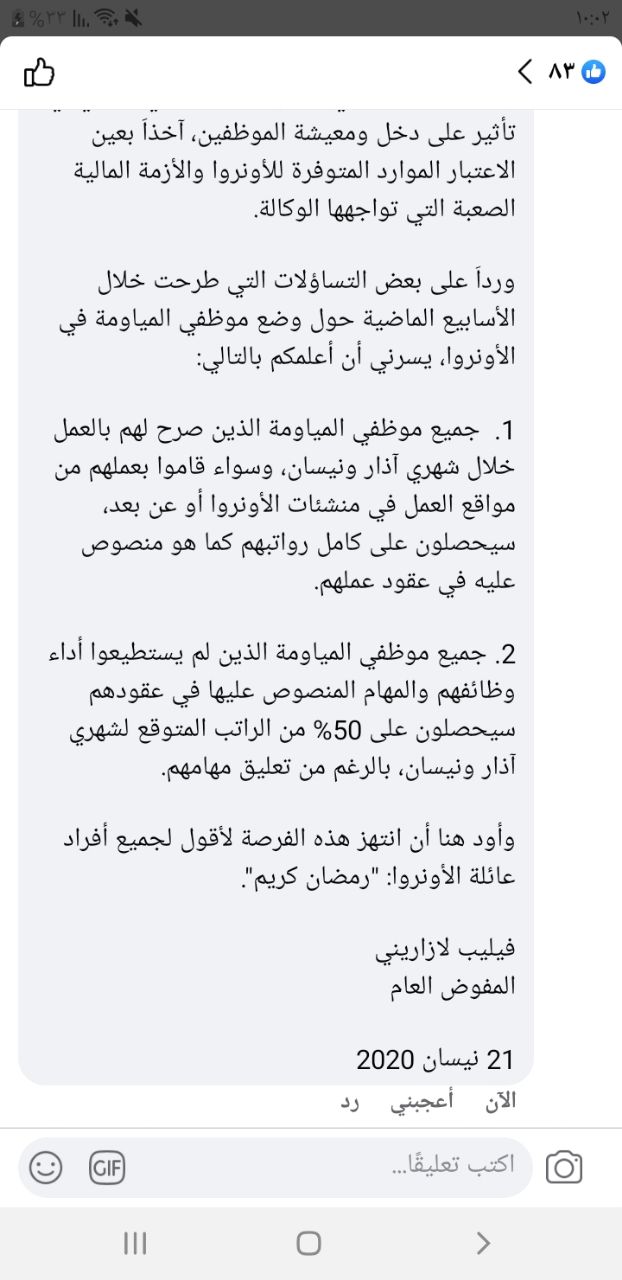 %٣٣ ١٠:٠٢
٨٣
تأثير على دخل ومعيشة الموظفين، آخذاَ بعين
الاعتبار الموارد المتوفرة للأونروا والأزمة المالية
الصعبة التي تواجهها الوكالة.
ورداَ على بعض التساؤلات التي طرحت خلال
الأسابيع الماضية حول وضع موظفي المياومة في
الأونروا، يسرني أن أعلمكم بالتالي:
1. جميع موظفي المياومة الذين صرح لهم بالعمل
خلال شهري آذار ونيسان، وسواء قاموا بعملهم من
مواقع العمل في منشئات الأونروا أو عن بعد،
سيحصلون على كامل رواتبهم كما هو منصوص
عليه في عقود عملهم.
2. جميع موظفي المياومة الذين لم يستطيعوا أداء
وظائفهم والمهام المنصوص عليها في عقودهم
سيحصلون على 50% من الراتب المتوقع لشهري
آذار ونيسان، بالرغم من تعليق مهامهم.
وأود هنا أن انتهز هذه الفرصة لأقول لجميع أفراد
عائلة الأونروا: "رمضان كريم".
فيليب لازاريني
المفوض العام
21 نيسان 2020
الآن أعجبني رد
اكتب تعليقًا... GIF